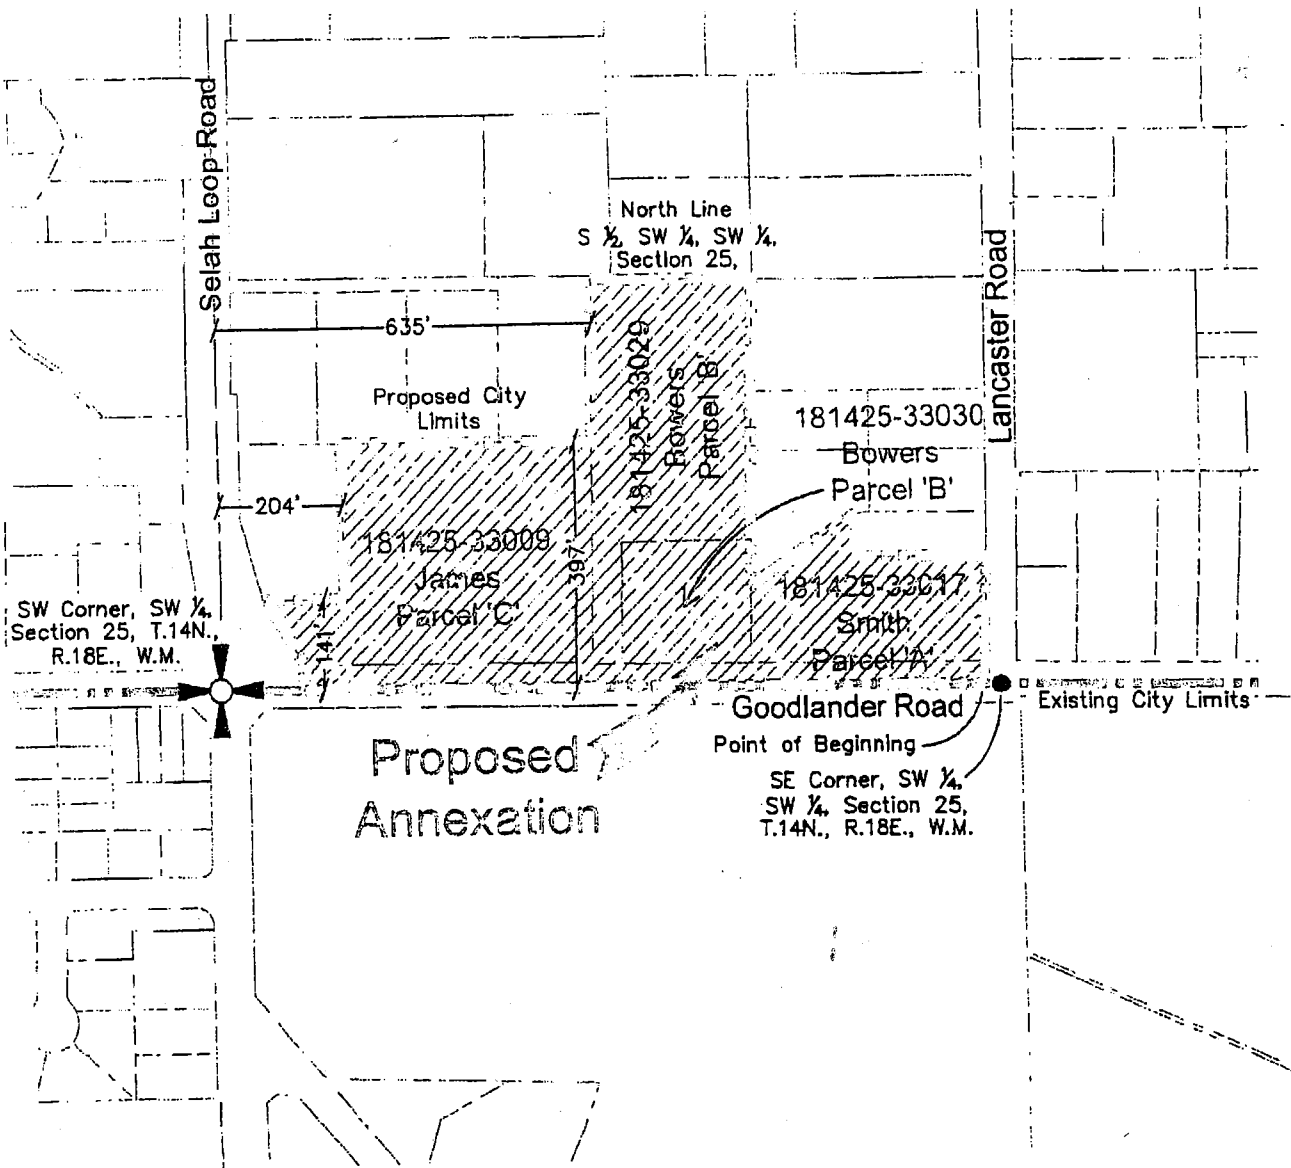 Selah Loop Road
North Line
S ½, SW ¼, SW ¼,
Section 25,
Lancaster Road
635'
Proposed City
Limits
181425-33029
Bowers
Parcel 'B'
181425-33030
Bowers
Parcel 'B'
204'
397'
181425-33009
James
Parcel 'C'
181425-33017
Smith
Parcel 'A'
141'
SW Corner, SW ¼,
Section 25, T.14N.,
R.18E., W.M.
Goodlander Road
Existing City Limits
Point of Beginning
SE Corner, SW ¼,
SW ¼, Section 25,
T.14N., R.18E., W.M.
Proposed
Annexation